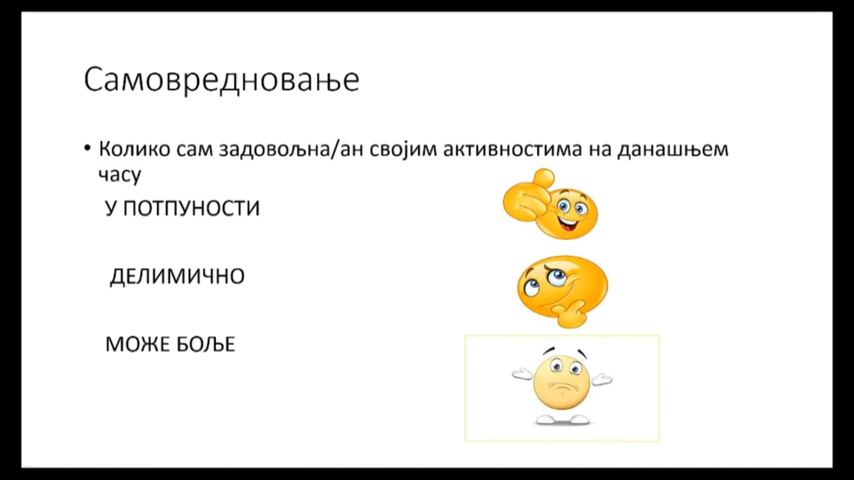 Самовредновање
• Колико сам задовољна/ан својим активностима на данашњем
часу
У ПОТПУНОСТИ
ДЕЛИМИЧНО
МОЖЕ БОЉЕ